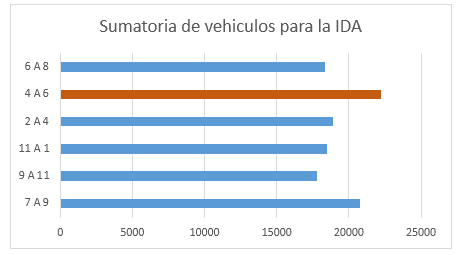 Sumatoria de vehiculos para la IDA
6 A 8
4 A 6
2 A 4
11 A 1
9 A 11
7 A 9
0 5000 10000 15000 20000 25000